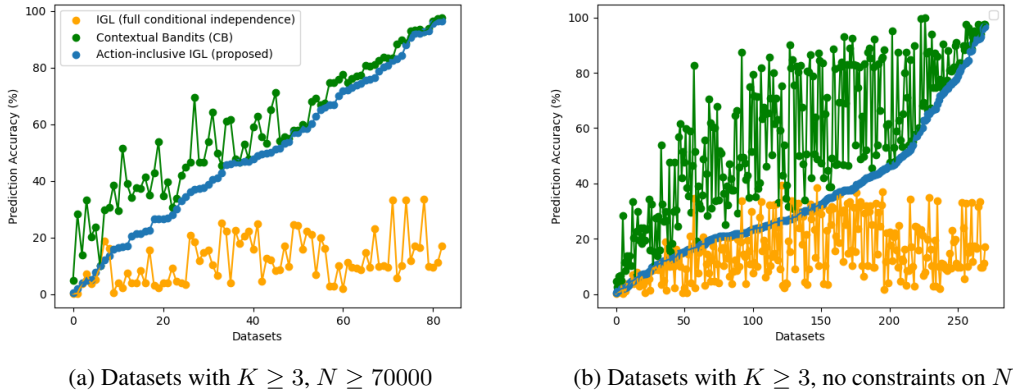 IGL (full conditional independence)
Contextual Bandits (CB)
Action-inclusive IGL (proposed)
Prediction Accuracy (%)
100
80
60
40
20
0
0
20
40
60
80
Datasets
(a) Datasets with K ≥ 3, N ≥ 70000
Prediction Accuracy (%)
100
80
60
40
20
0
0
50
100
150
200
250
Datasets
(b) Datasets with K ≥ 3, no constraints on N